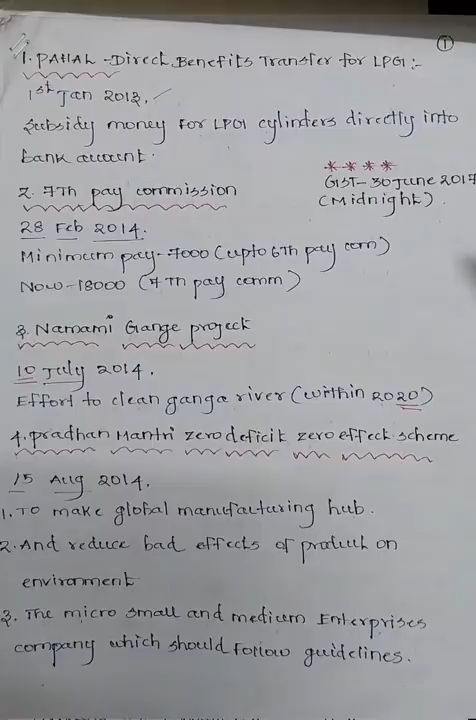 1
1. PAHAL - Direct Benefits Transfer for LPG :-
1st Jan 2013.
Subsidy money for LPG cylinders directly into
bank account.
* * * *
2. 7Th pay commission
GST - 30 June 2017
(Midnight).
28 Feb 2014.
Minimum pay - 7000 (upto 6Th pay com)
Now - 18000 (7Th pay comm)
3. Namami Gange project
10 July 2014.
Effort to clean ganga river (within 2020)
4. pradhan Mantri zero deficit zero effect scheme
15 Aug 2014.
1. To make global manufacturing hub.
2. And reduce bad effects of product on
environment
3. The micro small and medium Enterprises
company which should follow guidelines.